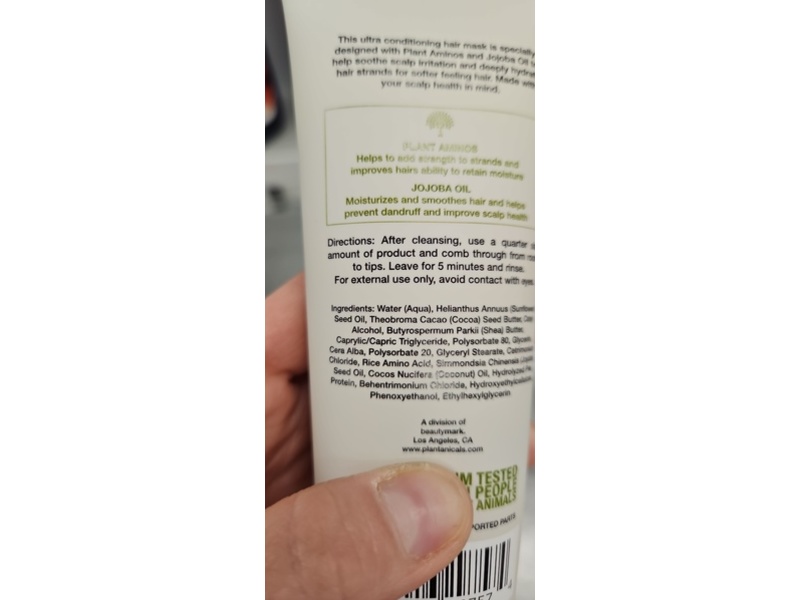 This ultra conditioning hair mask is specially
designed with Plant Aminos and Jojoba Oil to
help soothe scalp irritation and deeply
hair strands for softer feeling hair. Made
your scalp health in mind.
PLANT AMINOS
Helps to add strength to strands and
improves hairs ability to retain moisture
JOJOBA OIL
Moisturizes and smoothes hair and helps
prevent dandruff and improve scalp health
Directions: After cleansing, use a quarter
amount of product and comb through from
to tips. Leave for 5 minutes and rinse.
For external use only, avoid contact with eyes.
Ingredients: Water (Aqua), Helianthus Annuus (Sunflower)
Seed Oil, Theobroma Cacao (Cocoa) Seed Butter,
Alcohol, Butyrospermum Parkii (Shea) Butter,
Caprylic/Capric Triglyceride, Polysorbate 80,
Cera Alba, Polysorbate 20, Glyceryl Stearate,
Chloride, Rice Amino Acid, Simmondsia Chinensis
Seed Oil, Cocos Nucifera (Coconut) Oil, Hydrolyzed
Protein, Behentrimonium Chloride, Hydroxyethylcellulose,
Phenoxyethanol, Ethylhexylglycerin
A division of
beautymark.
Los Angeles, CA
www.plantanicals.com
TESTED
PEOPLE
ANIMALS
PARTS